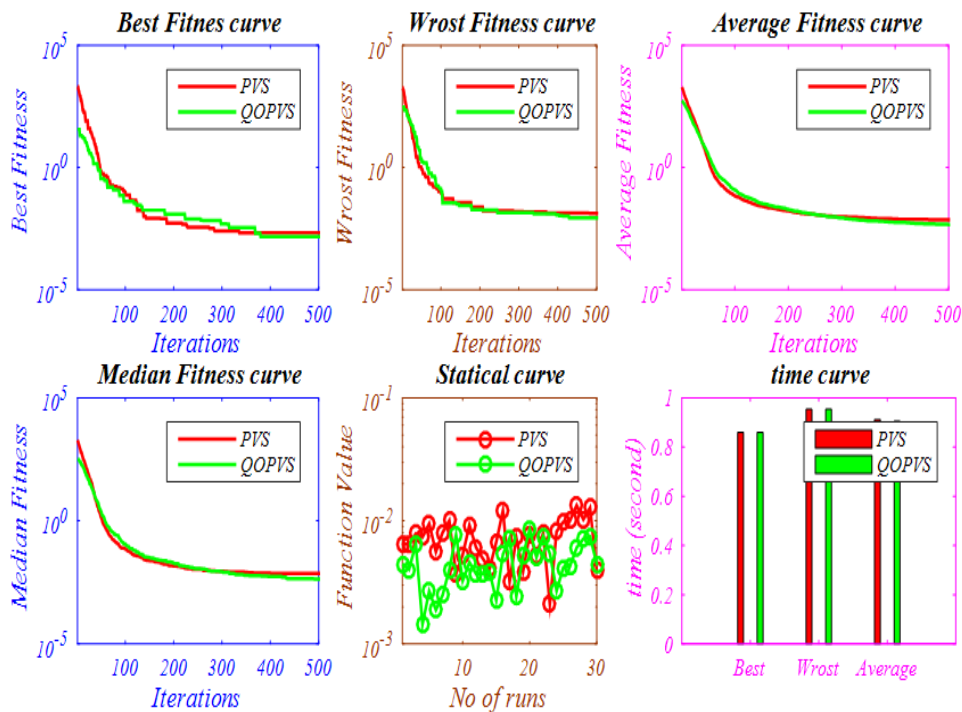 Best Fitnes curve
10^5
10^0
10^-5
Best Fitness
PVS
QOPVS
100 200 300 400 500
Iterations
Wrost Fitness curve
10^5
10^0
10^-5
Wrost Fitness
PVS
QOPVS
100 200 300 400 500
Iterations
Average Fitness curve
10^5
10^0
10^-5
Average Fitness
PVS
QOPVS
100 200 300 400 500
Iterations
Median Fitness curve
10^5
10^0
10^-5
Median Fitness
PVS
QOPVS
100 200 300 400 500
Iterations
Statical curve
10^-1
10^-2
10^-3
Function Value
PVS
QOPVS
10 20 30
No of runs
time curve
1
0.8
0.6
0.4
0.2
0
time (second)
PVS
QOPVS
Best Wrost Average